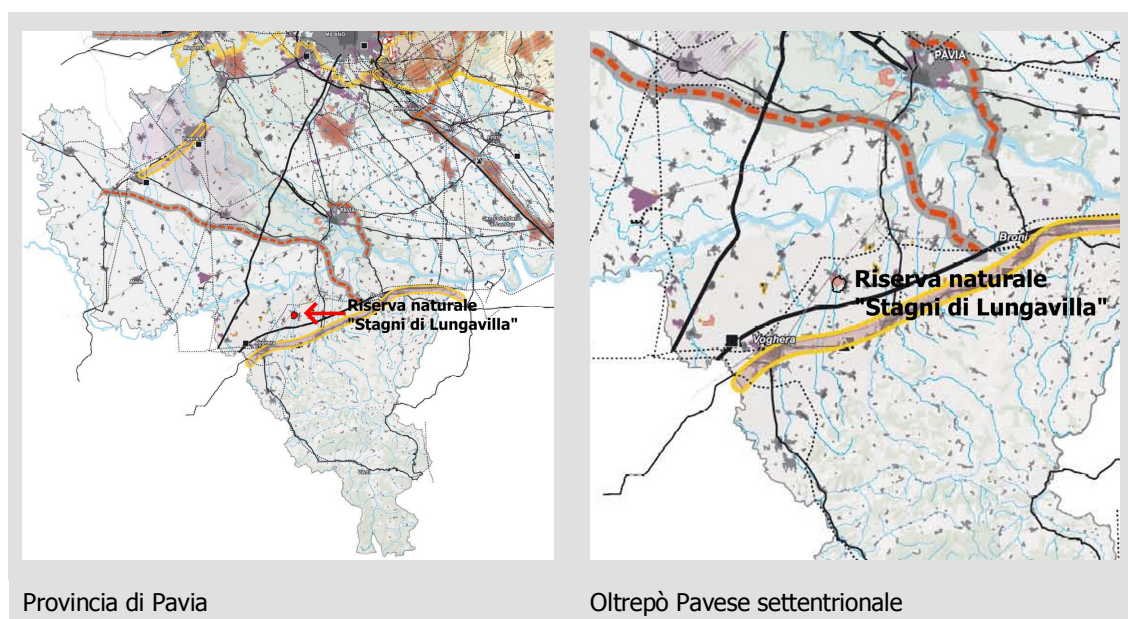 MILANO
PAVIA
Riserva naturale
"Stagni di Lungavilla"
Voghera
PAVIA
Broni
Riserva naturale
"Stagni di Lungavilla"
Voghera
Provincia di Pavia
Oltrepò Pavese settentrionale